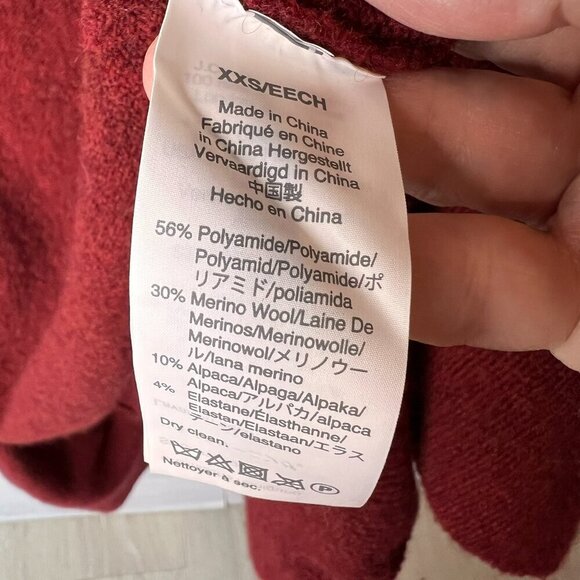 XXS/EECH
Made in China
Fabriqué en Chine
in China Hergestellt
Vervaardigd in China
中国製
Hecho en China
56% Polyamide/Polyamide/
Polyamid/Polyamide/ポ
リアミド/poliamida
30% Merino Wool/Laine De
Merinos/Merinowolle/
Merinowol/メリノウー
ル/lana merino
10% Alpaca/Alpaga/Alpaka/
Alpaca/アルパカ/alpaca
4% Elastane/Élasthanne/
Elastan/Elastaan/エラス
テーン/elastano
Dry clean.
P
Nettoyer à sec.